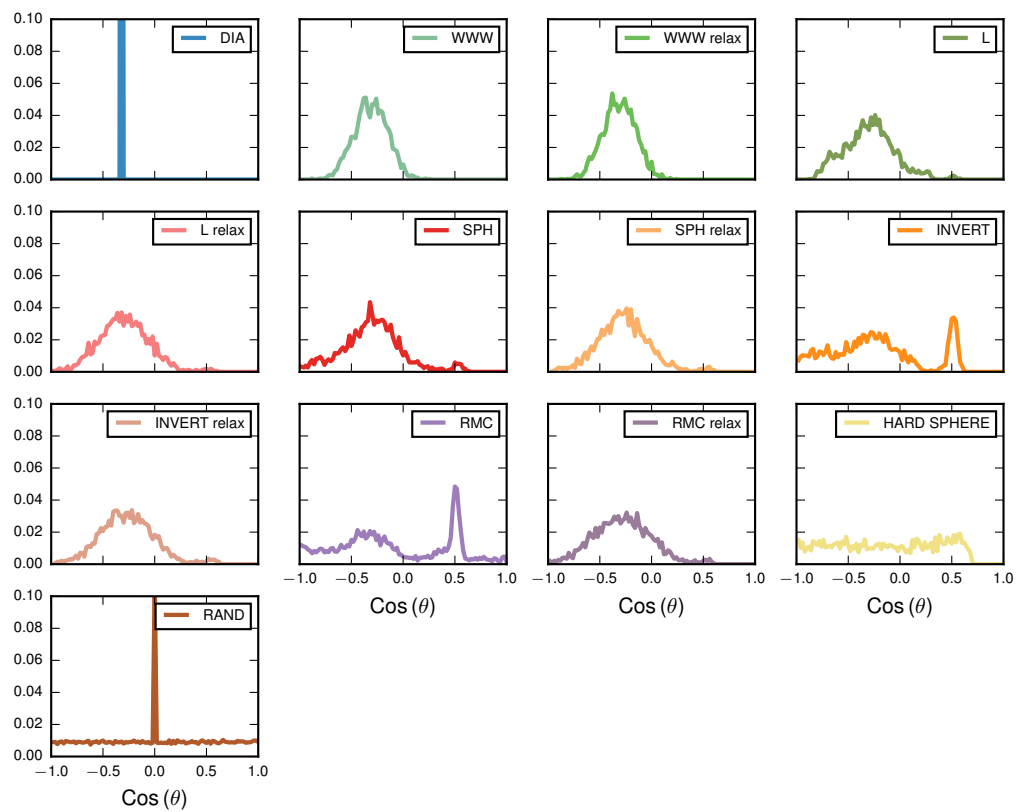 0.10
0.08
0.06
0.04
0.02
0.00
DIA
WWW
WWW relax
L
0.10
0.08
0.06
0.04
0.02
0.00
L relax
SPH
SPH relax
INVERT
0.10
0.08
0.06
0.04
0.02
0.00
INVERT relax
RMC
RMC relax
HARD SPHERE
−1.0 −0.5 0.0 0.5 1.0
−1.0 −0.5 0.0 0.5 1.0
−1.0 −0.5 0.0 0.5 1.0
Cos (θ)
Cos (θ)
Cos (θ)
0.10
0.08
0.06
0.04
0.02
0.00
RAND
−1.0 −0.5 0.0 0.5 1.0
Cos (θ)